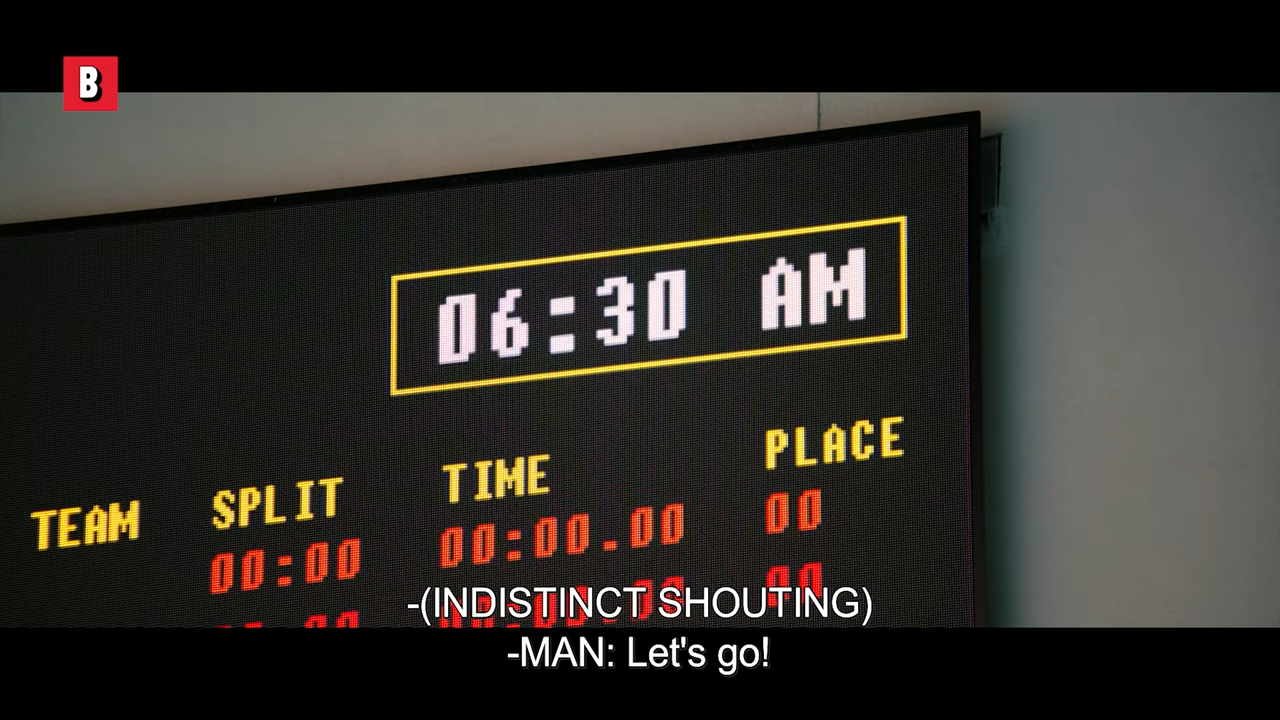 B
06:30 AM
TEAM SPLIT TIME PLACE
00:00 00:00.00 00
-(INDISTINCT SHOUTING)
-MAN: Let's go!